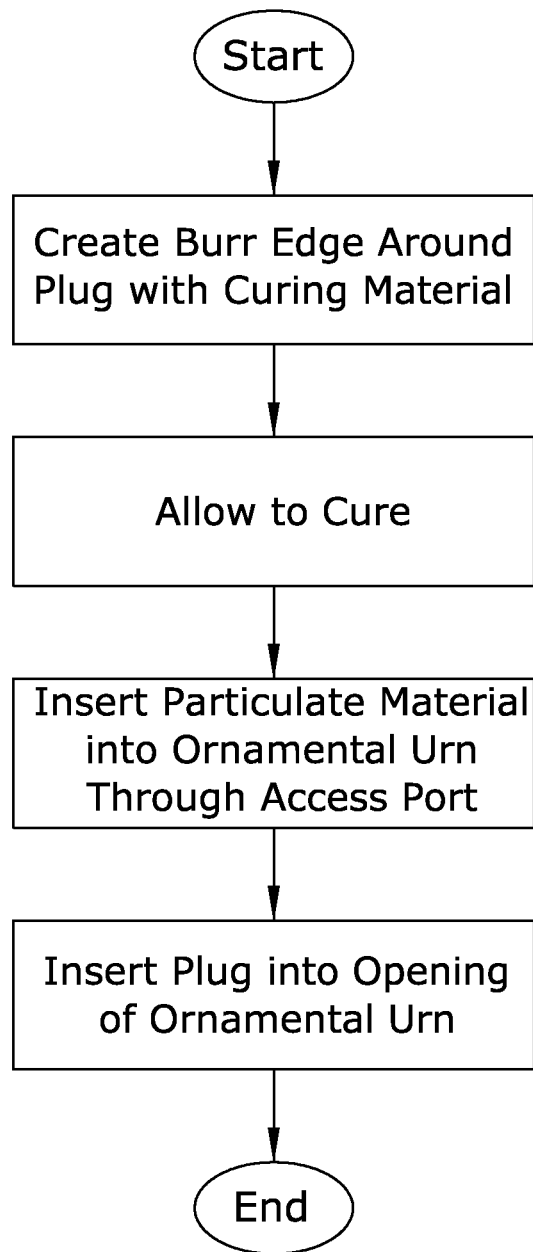 Start
Create Burr Edge Around
Plug with Curing Material
Allow to Cure
Insert Particulate Material
into Ornamental Urn
Through Access Port
Insert Plug into Opening
of Ornamental Urn
End